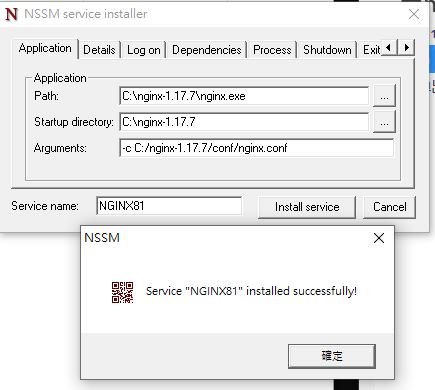 NSSM service installer
Application Details Log on Dependencies Process Shutdown Exit
Application
Path: C:\nginx-1.17.7\nginx.exe ...
Startup directory: C:\nginx-1.17.7 ...
Arguments: -c C:/nginx-1.17.7/conf/nginx.conf
Service name: NGINX81 Install service Cancel
NSSM
Service "NGINX81" installed successfully!
確定